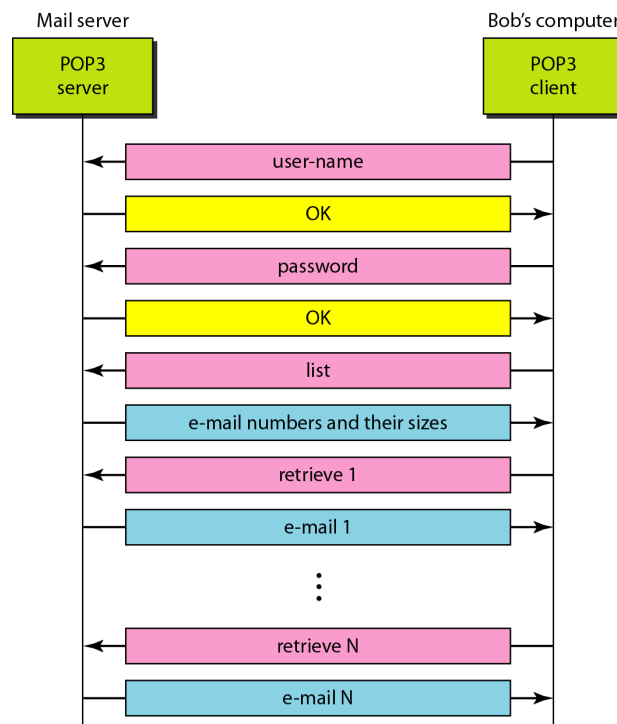 Mail server
Bob's computer
POP3
server
POP3
client
user-name
OK
password
OK
list
e-mail numbers and their sizes
retrieve 1
e-mail 1
retrieve N
e-mail N